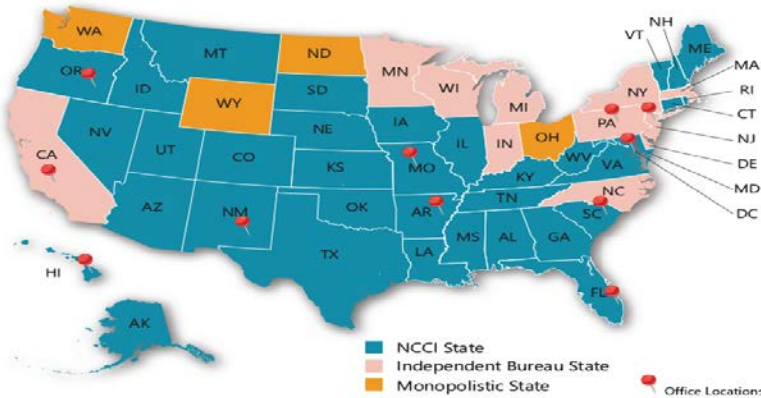 WA
NH
VT
ME
MT
ND
MN
OR
MA
ID
SD
WI
NY
RI
WY
MI
CT
IA
PA
NE
NJ
NV
IL
IN
OH
DE
UT
CA
CO
WV
VA
MD
KS
MO
KY
DC
NC
TN
AZ
NM
OK
AR
SC
MS
AL
GA
TX
LA
HI
FL
AK
NCCI State
Independent Bureau State
Monopolistic State
Office Locations